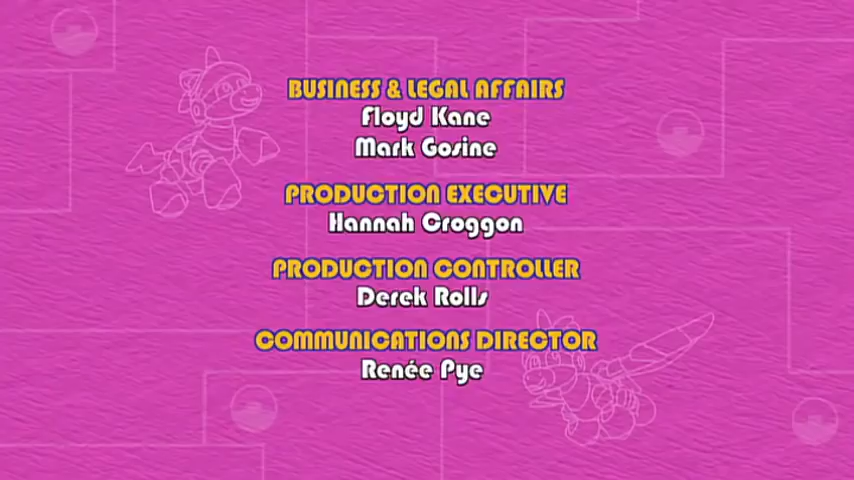 BUSINESS & LEGAL AFFAIRS
Floyd Kane
Mark Gosine
PRODUCTION EXECUTIVE
Hannah Croggon
PRODUCTION CONTROLLER
Derek Rolls
COMMUNICATIONS DIRECTOR
Renée Pye